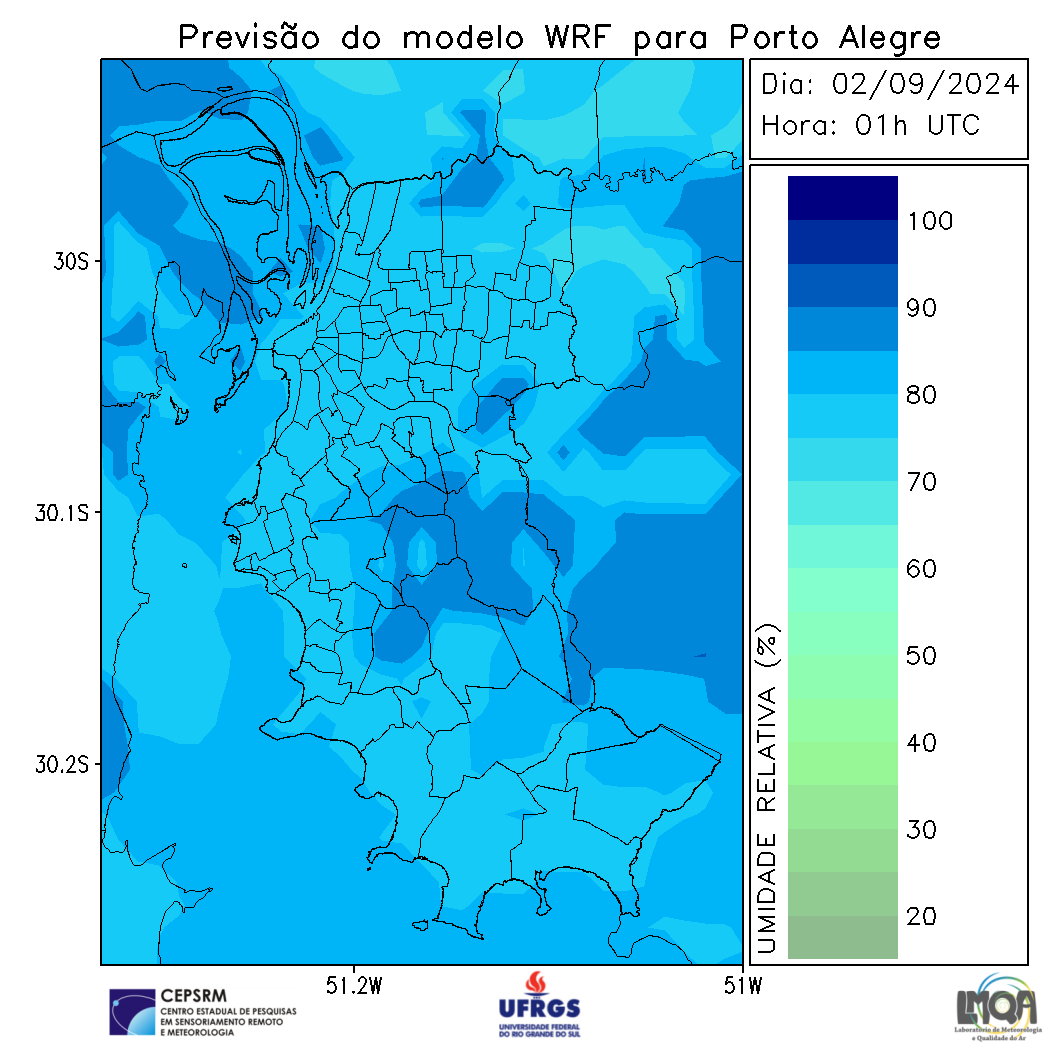 Previsão do modelo WRF para Porto Alegre
Dia: 02/09/2024
Hora: 01h UTC
30S
30.1S
30.2S
51.2W
51W
UMIDADE RELATIVA (%)
100
90
80
70
60
50
40
30
20
CEPSRM
CENTRO ESTADUAL DE PESQUISAS
EM SENSORIAMENTO REMOTO
E METEOROLOGIA
UFRGS
UNIVERSIDADE FEDERAL
DO RIO GRANDE DO SUL
LMQA
Laboratório de Meteorologia
e Qualidade do Ar